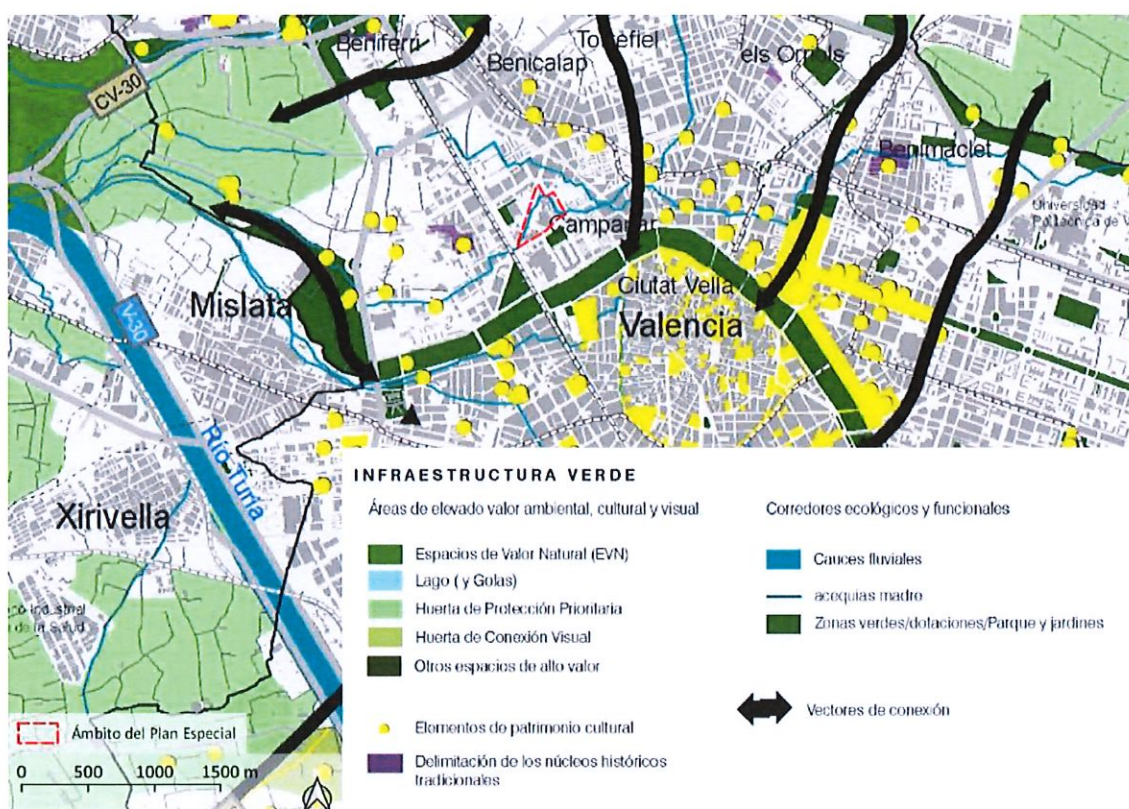 Beniferri
Benicalap
Torrefiel
els Orriols
CV-30
Benimaclet
Universidad
Politécnica de V
Campanar
Mislata
Ciutat Vella
Valencia
V-30
Río Turia
Xirivella
INFRAESTRUCTURA VERDE
Áreas de elevado valor ambiental, cultural y visual
Espacios de Valor Natural (EVN)
Lago ( y Golas)
Huerta de Protección Prioritaria
Huerta de Conexión Visual
Otros espacios de alto valor
Elementos de patrimonio cultural
Delimitación de los núcleos históricos
tradicionales
Corredores ecológicos y funcionales
Cauces fluviales
acequias madre
Zonas verdes/dotaciones/Parque y jardines
Vectores de conexión
Ámbito del Plan Especial
0 500 1000 1500 m